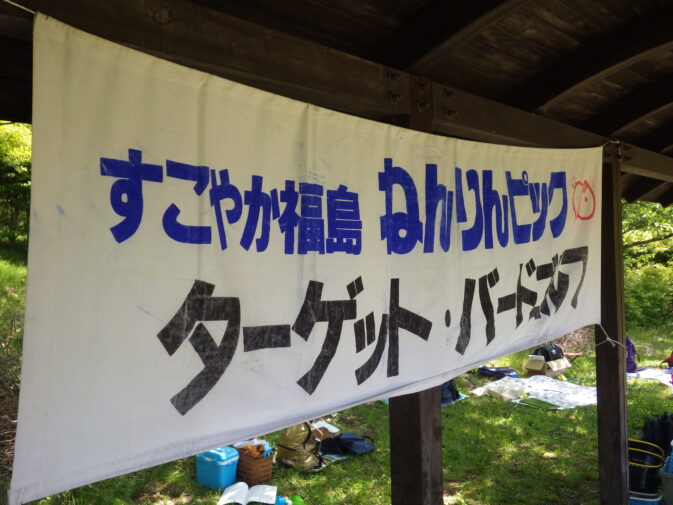 すこやか福島 ねんりんピック
ターゲット・バードゴルフ